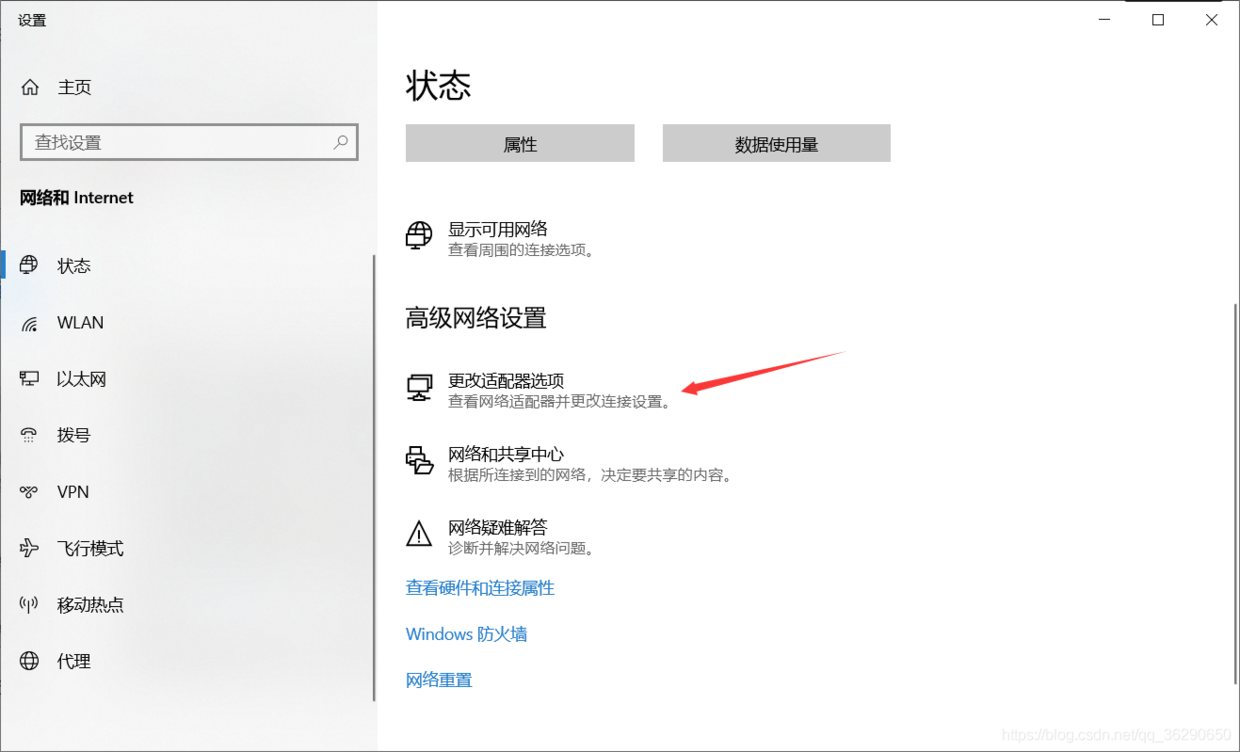 设置
主页
查找设置
网络和 Internet
状态
WLAN
以太网
拨号
VPN
飞行模式
移动热点
代理
状态
属性
数据使用量
显示可用网络
查看周围的连接选项。
高级网络设置
更改适配器选项
查看网络适配器并更改连接设置。
网络和共享中心
根据所连接到的网络，决定要共享的内容。
网络疑难解答
诊断并解决网络问题。
查看硬件和连接属性
Windows 防火墙
网络重置
https://blog.csdn.net/qq_36290650